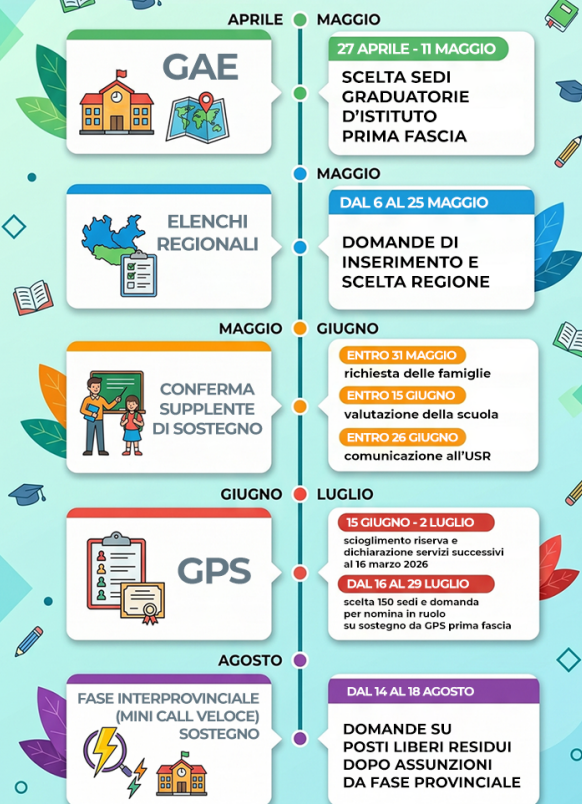 APRILE MAGGIO
GAE
27 APRILE - 11 MAGGIO
SCELTA SEDI
GRADUATORIE
D'ISTITUTO
PRIMA FASCIA
MAGGIO
ELENCHI
REGIONALI
DAL 6 AL 25 MAGGIO
DOMANDE DI
INSERIMENTO E
SCELTA REGIONE
MAGGIO GIUGNO
CONFERMA
SUPPLENTE
DI SOSTEGNO
ENTRO 31 MAGGIO
richiesta delle famiglie
ENTRO 15 GIUGNO
valutazione della scuola
ENTRO 26 GIUGNO
comunicazione all'USR
GIUGNO LUGLIO
GPS
15 GIUGNO - 2 LUGLIO
scioglimento riserva e
dichiarazione servizi successivi
al 16 marzo 2026
DAL 16 AL 29 LUGLIO
scelta 150 sedi e domanda
per nomina in ruolo
su sostegno da GPS prima fascia
AGOSTO
FASE INTERPROVINCIALE
(MINI CALL VELOCE)
SOSTEGNO
DAL 14 AL 18 AGOSTO
DOMANDE SU
POSTI LIBERI RESIDUI
DOPO ASSUNZIONI
DA FASE PROVINCIALE